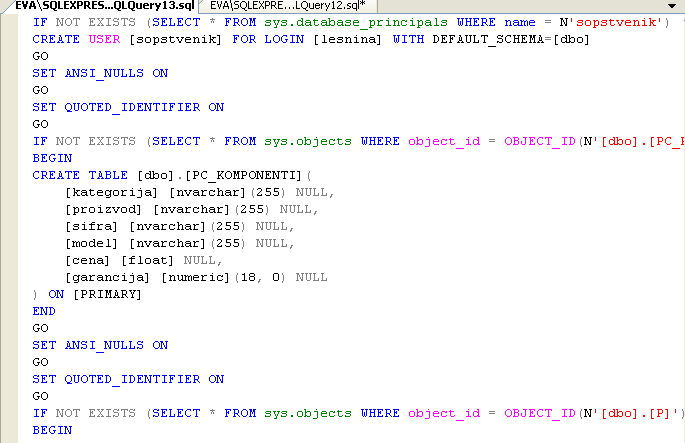 EVA\SQLEXPRES...QLQuery13.sql EVA\SQLEXPRE...LQuery12.sql*
IF NOT EXISTS (SELECT * FROM sys.database_principals WHERE name = N'sopstvenik')
CREATE USER [sopstvenik] FOR LOGIN [lesnina] WITH DEFAULT_SCHEMA=[dbo]
GO
SET ANSI_NULLS ON
GO
SET QUOTED_IDENTIFIER ON
GO
IF NOT EXISTS (SELECT * FROM sys.objects WHERE object_id = OBJECT_ID(N'[dbo].[PC_
BEGIN
CREATE TABLE [dbo].[PC_KOMPONENTI](
[kategorija] [nvarchar](255) NULL,
[proizvod] [nvarchar](255) NULL,
[sifra] [nvarchar](255) NULL,
[model] [nvarchar](255) NULL,
[cena] [float] NULL,
[garancija] [numeric](18, 0) NULL
) ON [PRIMARY]
END
GO
SET ANSI_NULLS ON
GO
SET QUOTED_IDENTIFIER ON
GO
IF NOT EXISTS (SELECT * FROM sys.objects WHERE object_id = OBJECT_ID(N'[dbo].[P]')
BEGIN